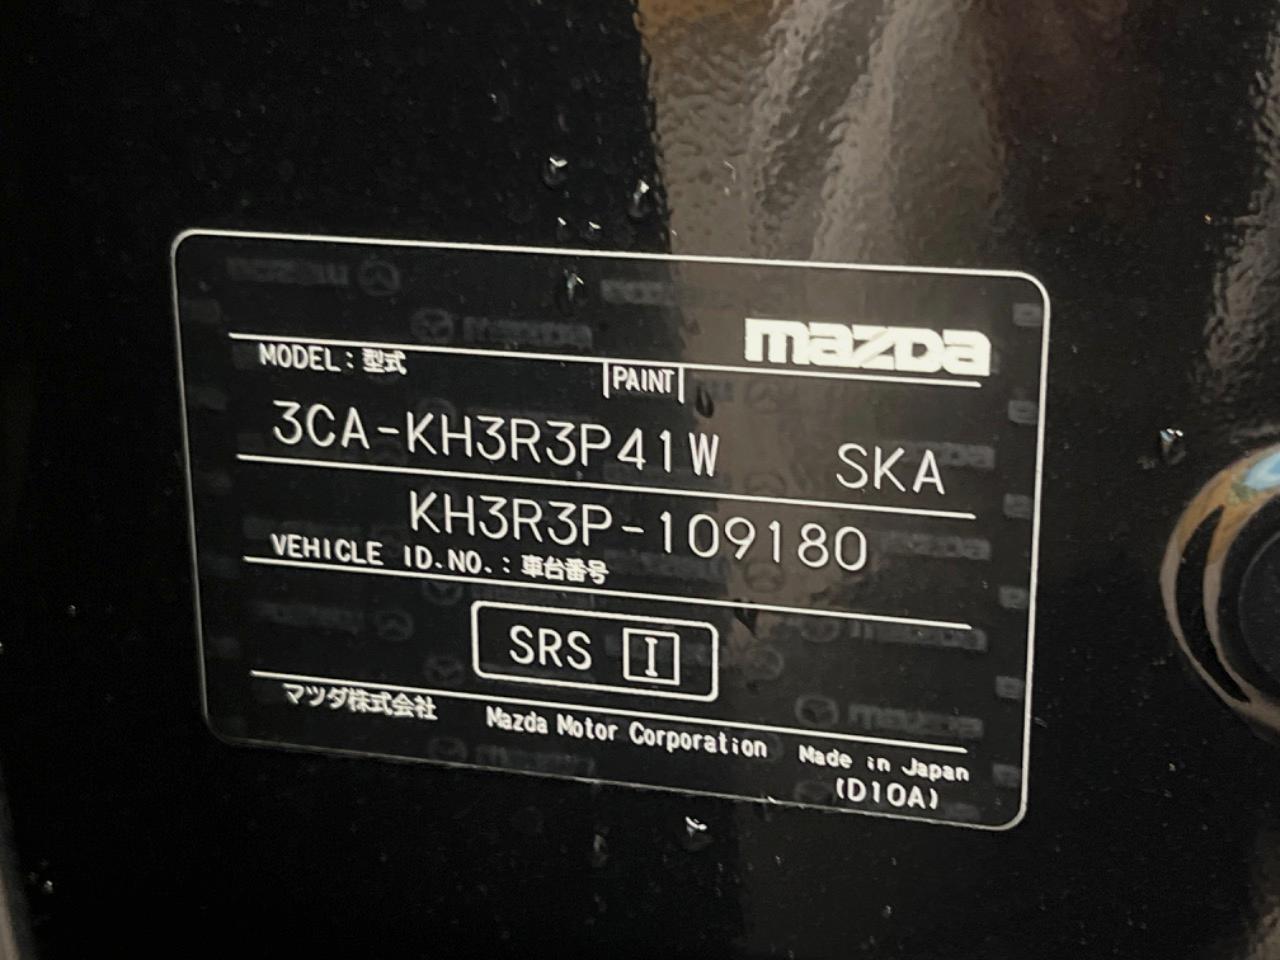 mazda
MODEL：型式 PAINT
3CA-KH3R3P41W SKA
KH3R3P-109180
VEHICLE ID.NO.：車台番号
SRS I
マツダ株式会社 Mazda Motor Corporation Made in Japan
(D10A)